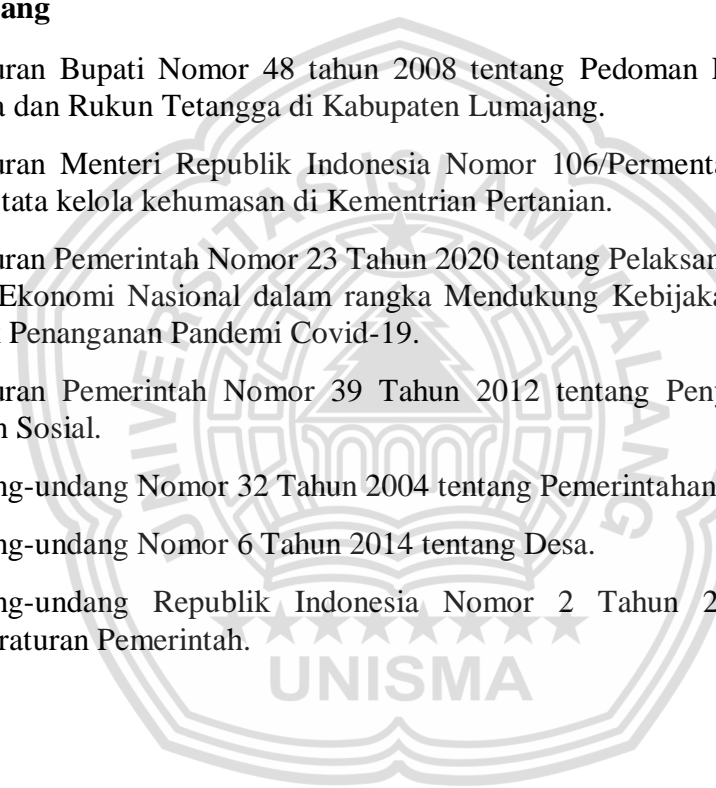 ang
uran Bupati Nomor 48 tahun 2008 tentang Pedoman
a dan Rukun Tetangga di Kabupaten Lumajang.
uran Menteri Republik Indonesia Nomor 106/Permenta
tata kelola kehumasan di Kementrian Pertanian.
uran Pemerintah Nomor 23 Tahun 2020 tentang Pelaksan
Ekonomi Nasional dalam rangka Mendukung Kebijaka
Penanganan Pandemi Covid-19.
uran Pemerintah Nomor 39 Tahun 2012 tentang Peny
n Sosial.
ng-undang Nomor 32 Tahun 2004 tentang Pemerintahan
ng-undang Nomor 6 Tahun 2014 tentang Desa.
ng-undang Republik Indonesia Nomor 2 Tahun 2
raturan Pemerintah.
UNIVERSITAS ISLAM MALANG
UNISMA